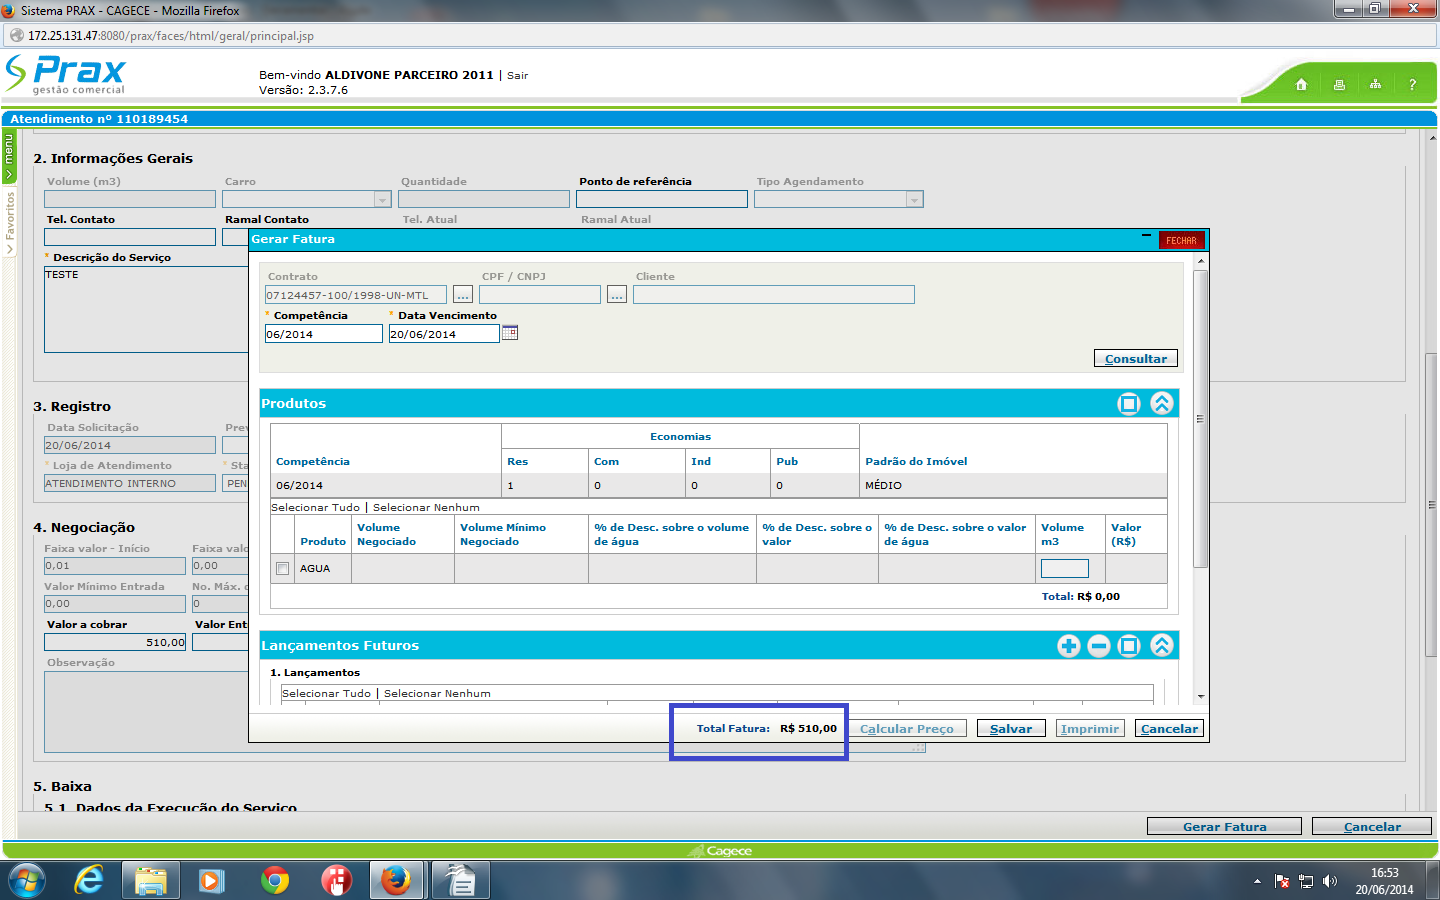 Sistema PRAX - CAGECE - Mozilla Firefox
172.25.131.47:8080/prax/faces/html/geral/principal.jsp
Prax
gestão comercial
Bem-vindo ALDIVONE PARCEIRO 2011 | Sair
Versão: 2.3.7.6
?
Atendimento nº 110189454
menu
Favoritos
2. Informações Gerais
Volume (m3) Carro Quantidade Ponto de referência Tipo Agendamento
Tel. Contato Ramal Contato Tel. Atual Ramal Atual
* Descrição do Serviço
TESTE
3. Registro
Data Solicitação Prev
20/06/2014
* Loja de Atendimento * Sta
ATENDIMENTO INTERNO PEN
4. Negociação
Faixa valor - Início Faixa valo
0,01 0,00
Valor Mínimo Entrada No. Máx. d
0,00 0
Valor a cobrar Valor Ent
510,00
Observação
5. Baixa
5.1. Dados da Execução do Serviço
Gerar Fatura
FECHAR
Contrato CPF / CNPJ Cliente
07124457-100/1998-UN-MTL ... ...
* Competência * Data Vencimento
06/2014 20/06/2014
Consultar
Produtos
Economias
Competência Res Com Ind Pub Padrão do Imóvel
06/2014 1 0 0 0 MÉDIO
Selecionar Tudo | Selecionar Nenhum
Produto Volume Negociado Volume Mínimo Negociado % de Desc. sobre o volume de água % de Desc. sobre o valor % de Desc. sobre o valor de água Volume m3 Valor (R$)
AGUA
Total: R$ 0,00
Lançamentos Futuros
1. Lançamentos
Selecionar Tudo | Selecionar Nenhum
Total Fatura: R$ 510,00 Calcular Preço Salvar Imprimir Cancelar
Gerar Fatura Cancelar
Cagece
16:53
20/06/2014